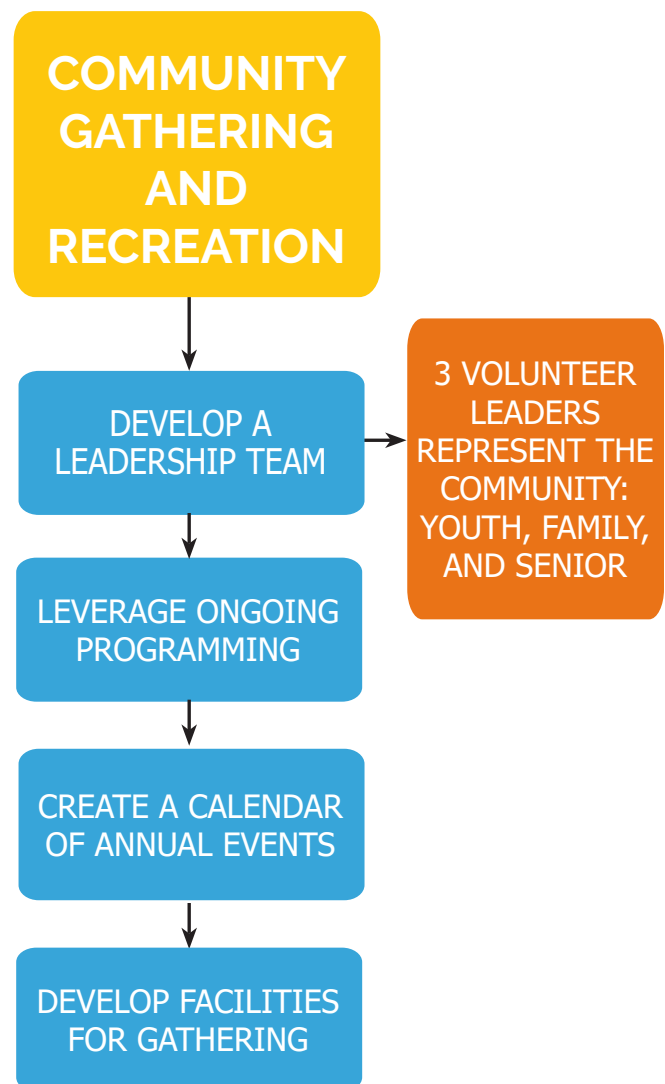 COMMUNITY
GATHERING
AND
RECREATION
DEVELOP A
LEADERSHIP TEAM
3 VOLUNTEER
LEADERS
REPRESENT THE
COMMUNITY:
YOUTH, FAMILY,
AND SENIOR
LEVERAGE ONGOING
PROGRAMMING
CREATE A CALENDAR
OF ANNUAL EVENTS
DEVELOP FACILITIES
FOR GATHERING